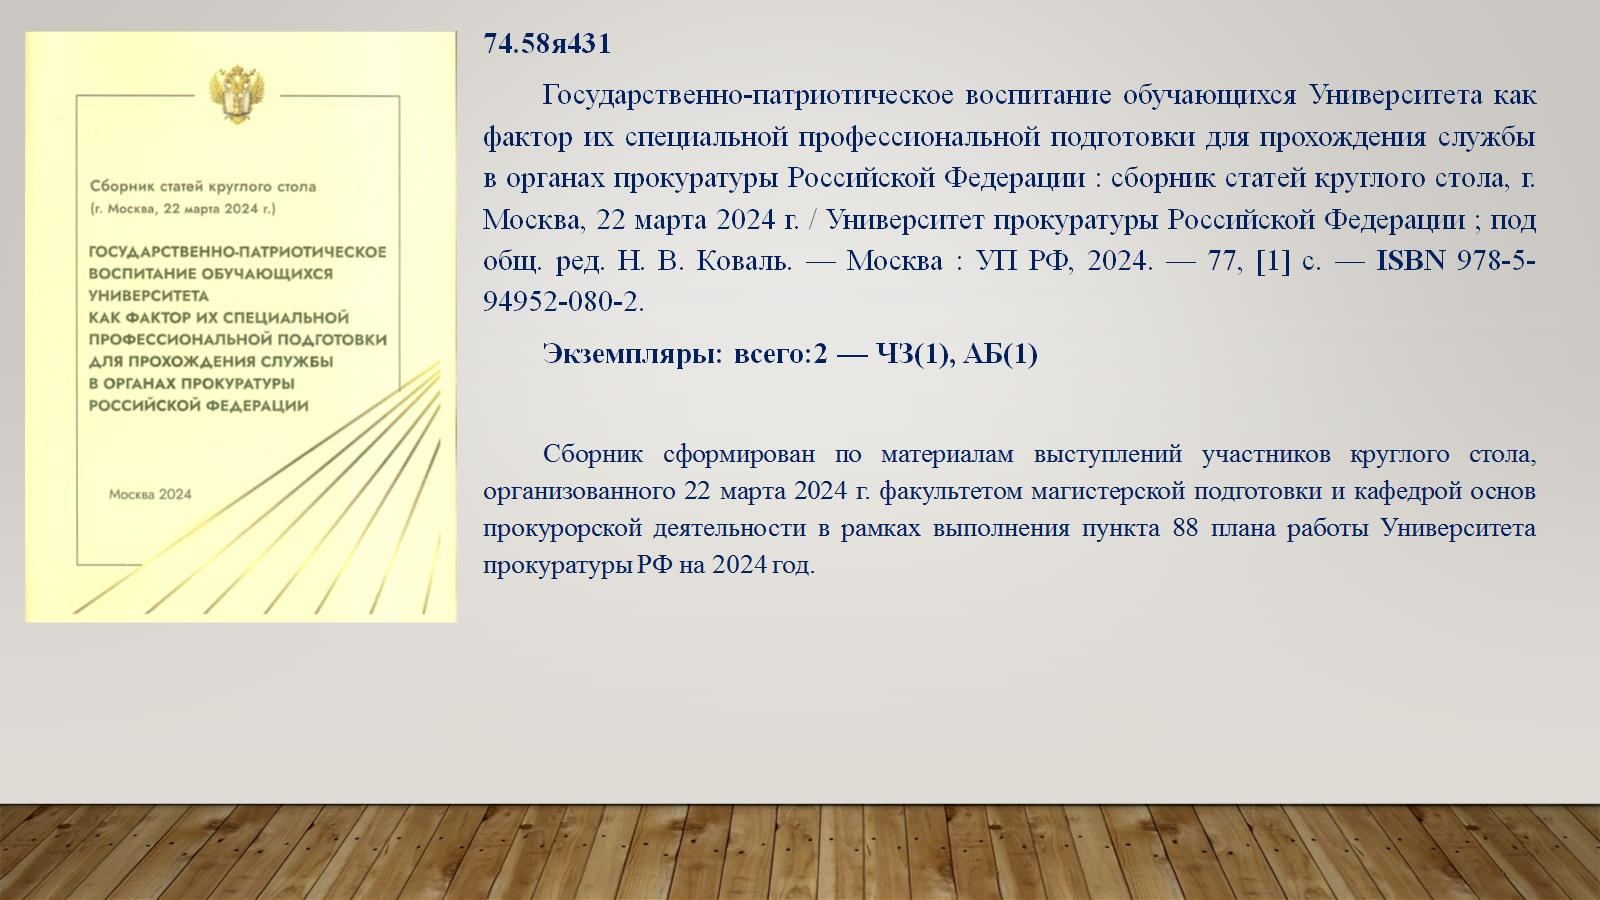 Сборник статей круглого стола
(г. Москва, 22 марта 2024 г.)
ГОСУДАРСТВЕННО-ПАТРИОТИЧЕСКОЕ
ВОСПИТАНИЕ ОБУЧАЮЩИХСЯ
УНИВЕРСИТЕТА
КАК ФАКТОР ИХ СПЕЦИАЛЬНОЙ
ПРОФЕССИОНАЛЬНОЙ ПОДГОТОВКИ
ДЛЯ ПРОХОЖДЕНИЯ СЛУЖБЫ
В ОРГАНАХ ПРОКУРАТУРЫ
РОССИЙСКОЙ ФЕДЕРАЦИИ
Москва 2024
74.58я431
Государственно-патриотическое воспитание обучающихся Университета как
фактор их специальной профессиональной подготовки для прохождения службы
в органах прокуратуры Российской Федерации : сборник статей круглого стола, г.
Москва, 22 марта 2024 г. / Университет прокуратуры Российской Федерации ; под
общ. ред. Н. В. Коваль. — Москва : УП РФ, 2024. — 77, [1] с. — ISBN 978-5-
94952-080-2.
Экземпляры: всего:2 — ЧЗ(1), АБ(1)
Сборник сформирован по материалам выступлений участников круглого стола,
организованного 22 марта 2024 г. факультетом магистерской подготовки и кафедрой основ
прокурорской деятельности в рамках выполнения пункта 88 плана работы Университета
прокуратуры РФ на 2024 год.